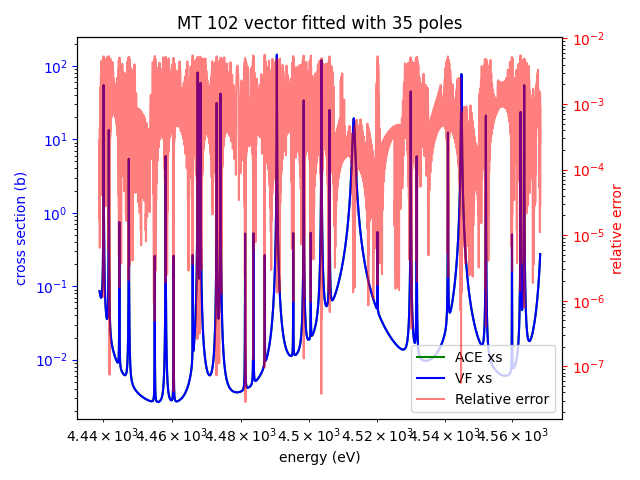 MT 102 vector fitted with 35 poles
10²
10¹
10⁰
10⁻¹
10⁻²
cross section (b)
10⁻²
10⁻³
10⁻⁴
10⁻⁵
10⁻⁶
10⁻⁷
relative error
ACE xs
VF xs
Relative error
4.44×10³ 4.46×10³ 4.48×10³ 4.5×10³ 4.52×10³ 4.54×10³ 4.56×10³
energy (eV)